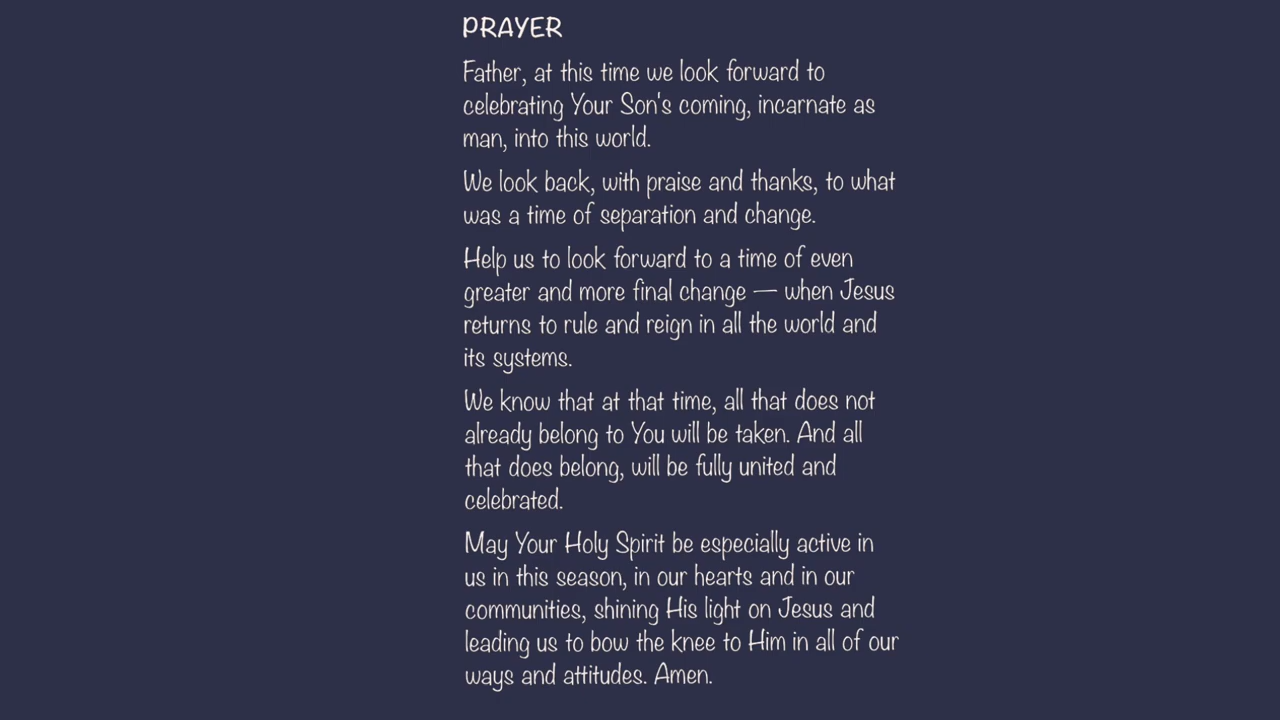 PRAYER
Father, at this time we look forward to
celebrating Your Son's coming, incarnate as
man, into this world.
We look back, with praise and thanks, to what
was a time of separation and change.
Help us to look forward to a time of even
greater and more final change — when Jesus
returns to rule and reign in all the world and
its systems.
We know that at that time, all that does not
already belong to You will be taken. And all
that does belong, will be fully united and
celebrated.
May Your Holy Spirit be especially active in
us in this season, in our hearts and in our
communities, shining His light on Jesus and
leading us to bow the knee to Him in all of our
ways and attitudes. Amen.